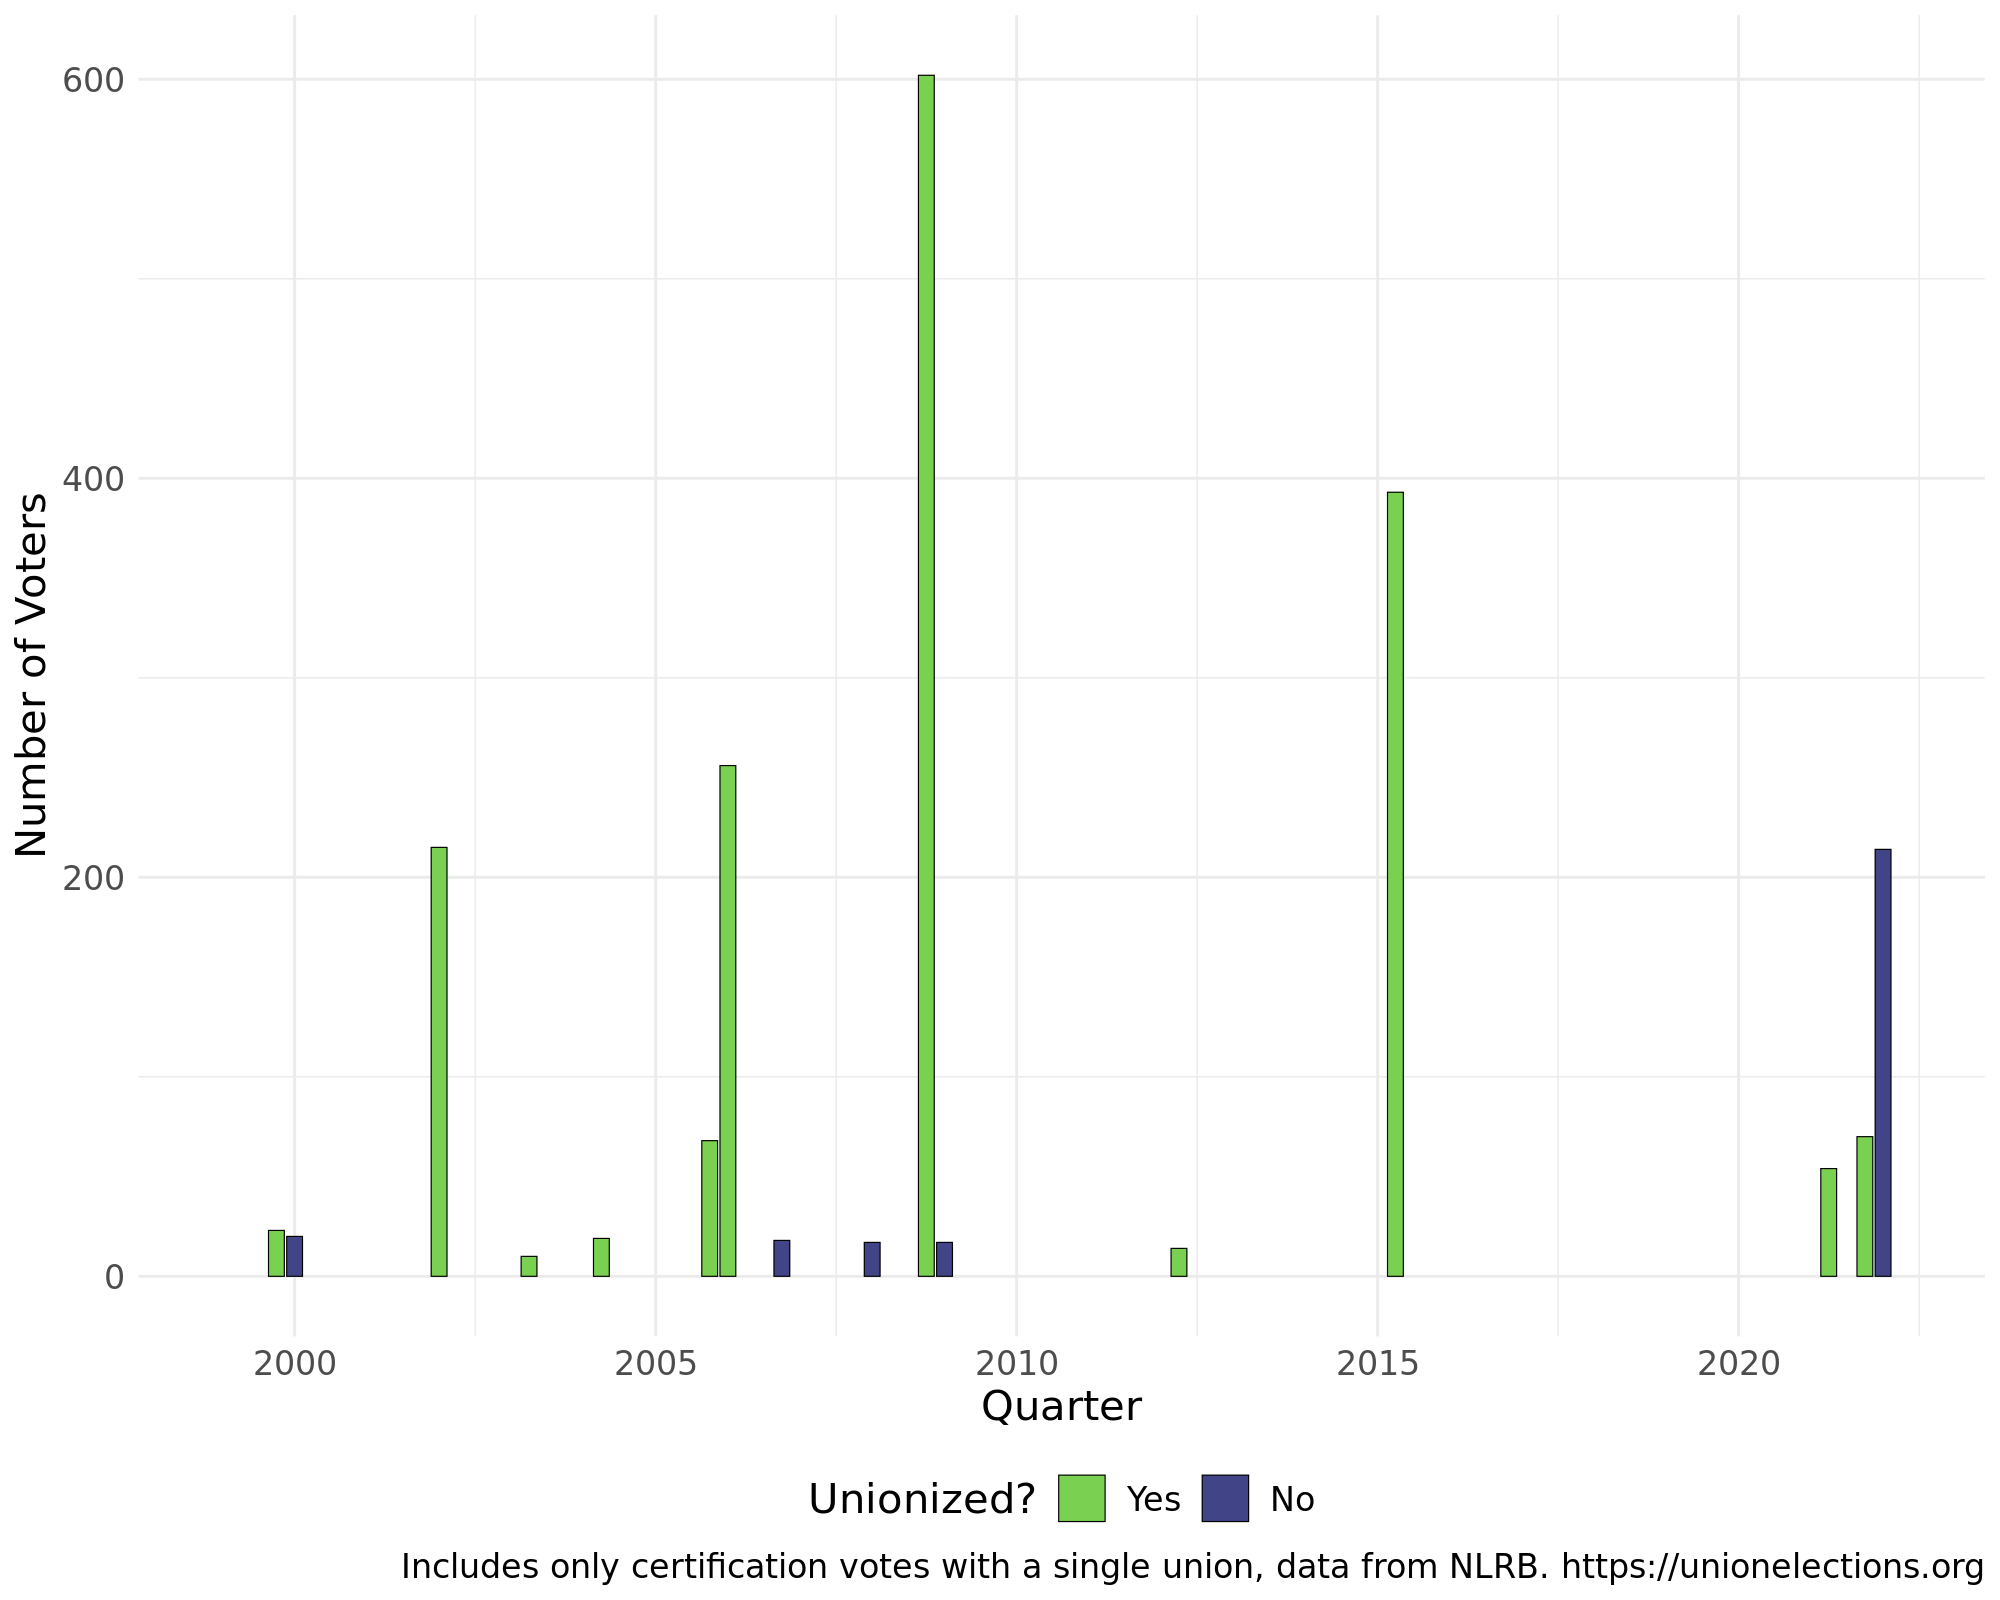 600
400
200
0
Number of Voters
2000 2005 2010 2015 2020
Quarter
Unionized? Yes No
Includes only certification votes with a single union, data from NLRB. https://unionelections.org